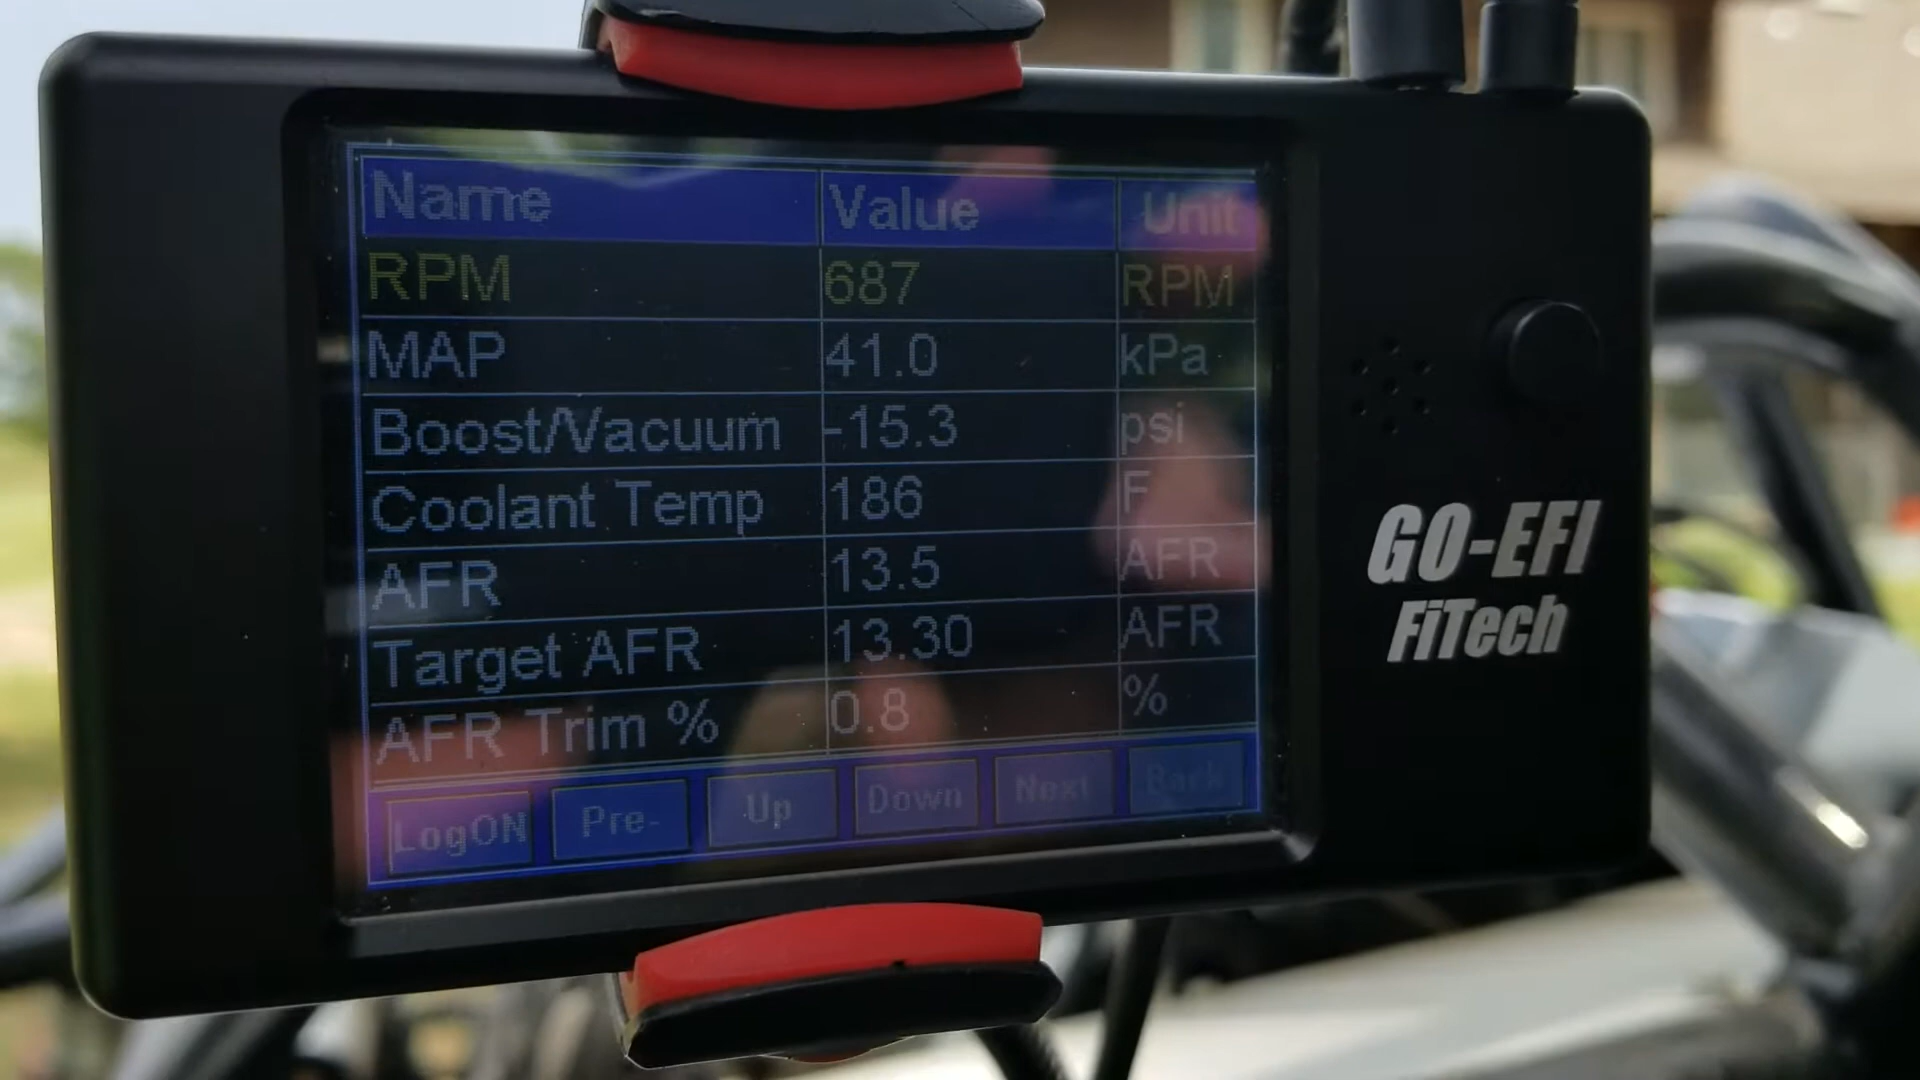 Name Value Unit
RPM 687 RPM
MAP 41.0 kPa
Boost/Vacuum -15.3 psi
Coolant Temp 186 F
AFR 13.5 AFR
Target AFR 13.30 AFR
AFR Trim % 0.8 %
LogON Pre- Up Down Next Back
GO-EFI
FiTech